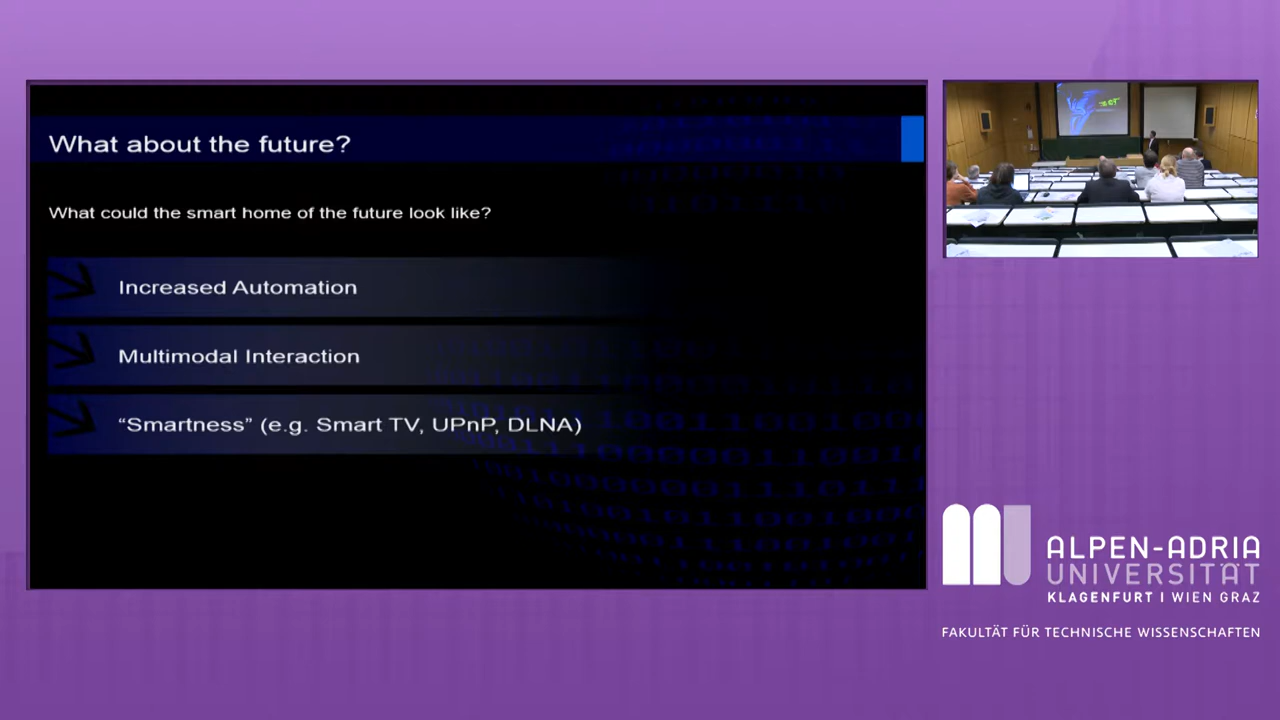 What about the future?
What could the smart home of the future look like?
Increased Automation
Multimodal Interaction
“Smartness” (e.g. Smart TV, UPnP, DLNA)
ALPEN-ADRIA
UNIVERSITÄT
KLAGENFURT I WIEN GRAZ
FAKULTÄT FÜR TECHNISCHE WISSENSCHAFTEN